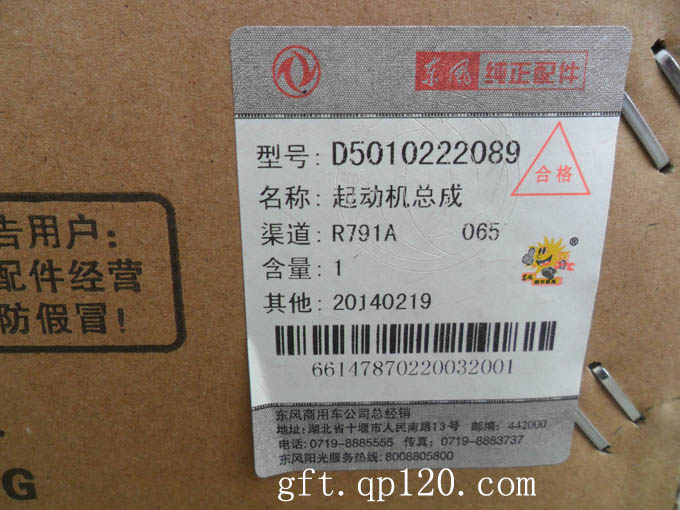 东风 纯正配件
型号: D5010222089
合格
名称: 起动机总成
渠道: R791A 065
含量: 1
其他: 20140219
66147870220032001
东风商用车公司总经销
地址: 湖北省十堰市人民南路13号 邮编: 442000
电话: 0719-8885555 传真: 0719-8883737
东风阳光服务热线: 8008805800
告用户:
配件经营
防假冒!
G
gft.qp120.com